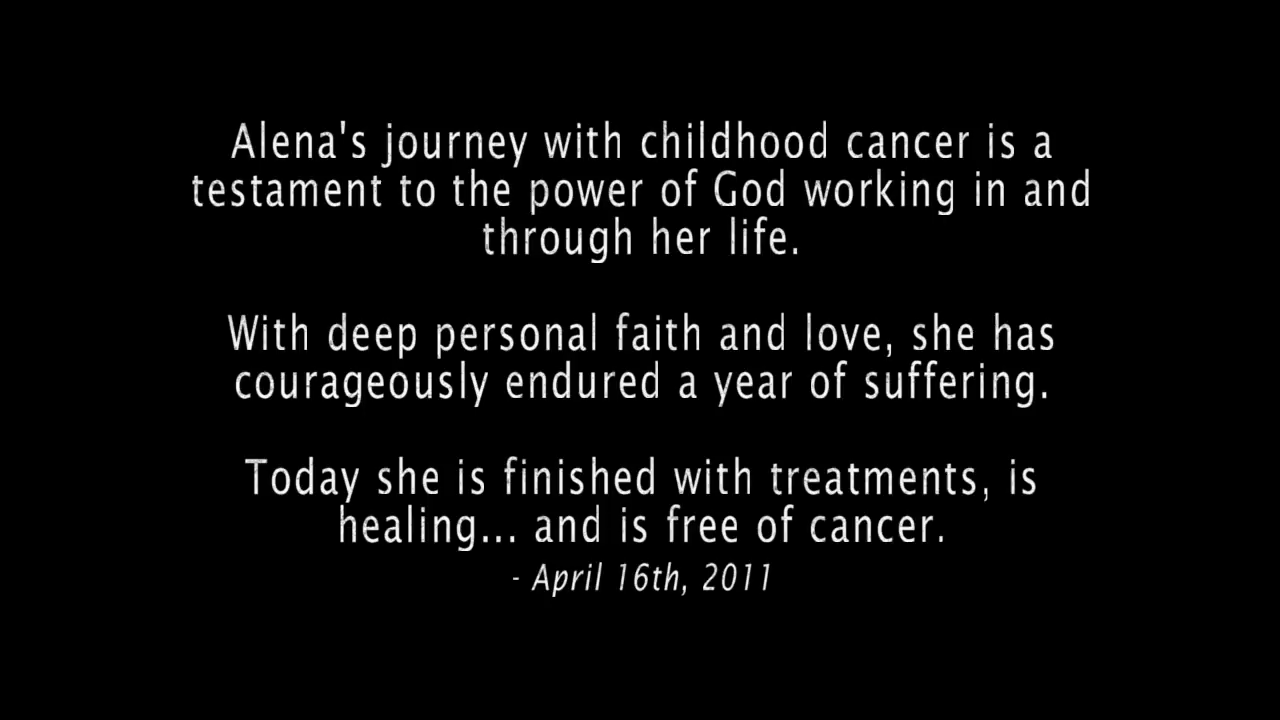 Alena's journey with childhood cancer is a
testament to the power of God working in and
through her life.
With deep personal faith and love, she has
courageously endured a year of suffering.
Today she is finished with treatments, is
healing... and is free of cancer.
- April 16th, 2011